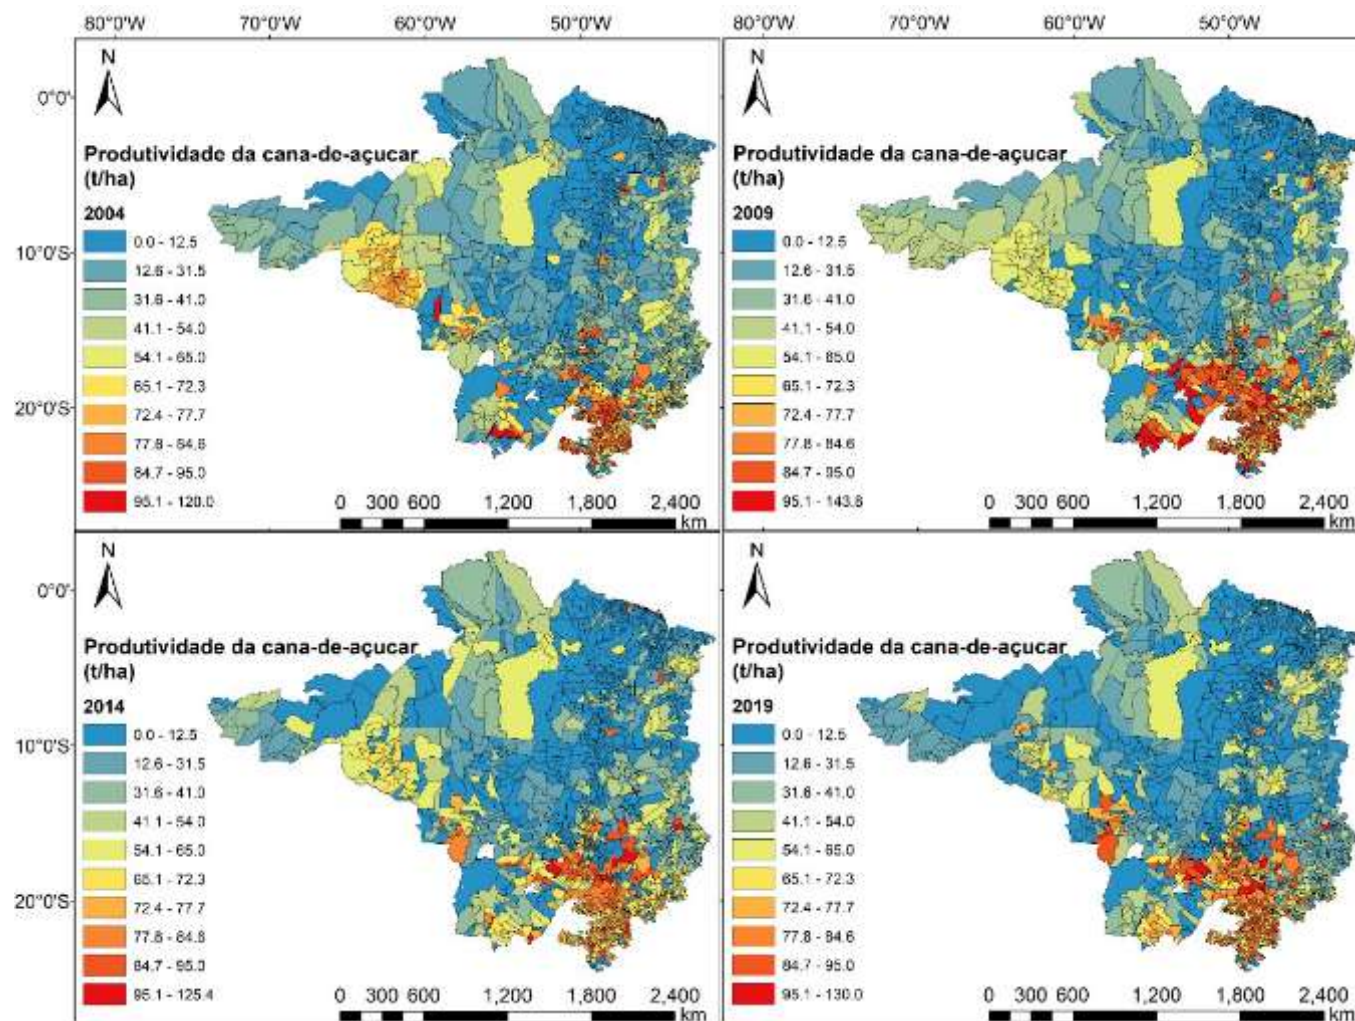 80°0'W 70°0'W 60°0'W 50°0'W 80°0'W 60°0'W 50°0'W
N
0°0'
Produtividade da cana-de-açucar
(t/ha)
2004
0.0 - 12.5
12.6 - 31.5
31.6 - 41.0
41.1 - 54.0
54.1 - 65.0
65.1 - 72.3
72.4 - 77.7
77.8 - 84.6
84.7 - 95.0
95.1 - 120.0
10°0'S
20°0'S
0 300 600 1,200 1,800 2,400
km
N
Produtividade da cana-de-açucar
(t/ha)
2009
0.0 - 12.5
12.6 - 31.5
31.6 - 41.0
41.1 - 54.0
54.1 - 65.0
65.1 - 72.3
72.4 - 77.7
77.8 - 84.6
84.7 - 95.0
95.1 - 143.8
0 300 600 1,200 1,800 2,400
km
N
0°0'
Produtividade da cana-de-açucar
(t/ha)
2014
0.0 - 12.5
12.6 - 31.5
31.6 - 41.0
41.1 - 54.0
54.1 - 65.0
65.1 - 72.3
72.4 - 77.7
77.8 - 84.6
84.7 - 95.0
95.1 - 125.4
10°0'S
20°0'S
0 300 600 1,200 1,800 2,400
km
N
Produtividade da cana-de-açucar
(t/ha)
2019
0.0 - 12.5
12.6 - 31.5
31.6 - 41.0
41.1 - 54.0
54.1 - 65.0
65.1 - 72.3
72.4 - 77.7
77.8 - 84.6
84.7 - 95.0
95.1 - 130.0
0 300 600 1,200 1,800 2,400
km
80°0'W 70°0'W 60°0'W 50°0'W